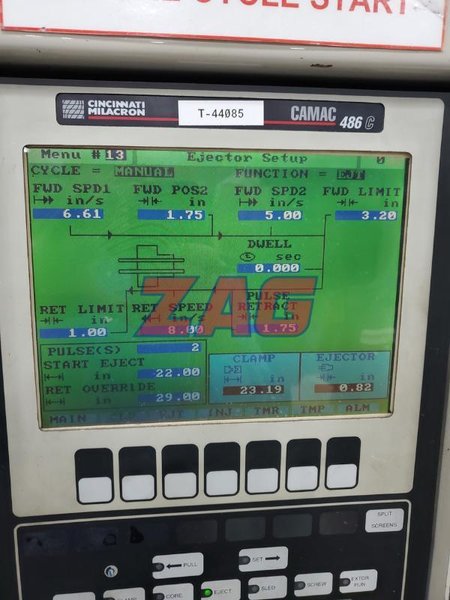 CYCLE START
CINCINNATI
MILACRON
T-44085
CAMAC 486 C
Menu #13 Ejector Setup 0
CYCLE = MANUAL FUNCTION = EJT
FWD SPD1 FWD POS2 FWD SPD2 FWD LIMIT
in/s in in/s in
6.61 1.75 5.00 3.20
DWELL
sec
0.000
ZAG
PULSE
RET LIMIT RET SPEED RETRACT
in in/s in
1.00 8.00 1.75
PULSE(S) 2
START EJECT
in 22.00
RET OVERRIDE
in 29.00
CLAMP
in
23.19
EJECTOR
in
0.82
MAIN CLP EJT INJ TMR TMP ALM
SPLIT
SCREENS
PULL
SET
CORE
EJECT
SLED
SCREW
EXTDR
RUN